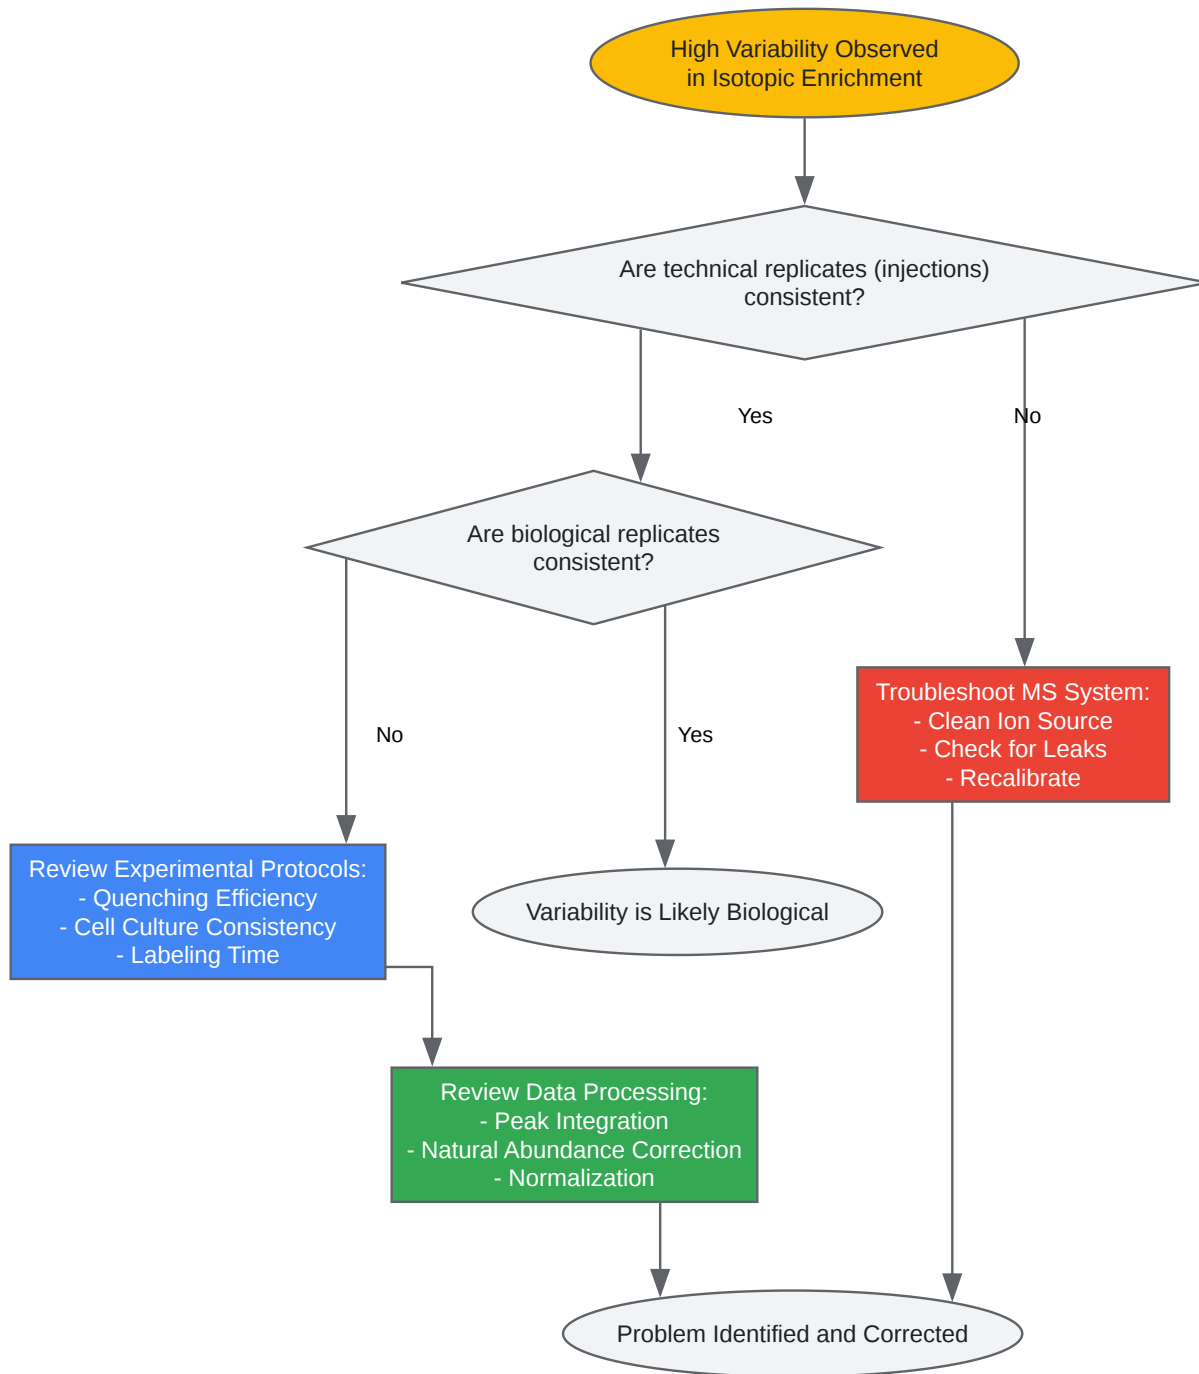 High Variability Observed
in Isotopic Enrichment
Are technical replicates (injections)
consistent?
Yes
No
Are biological replicates
consistent?
No
Yes
Troubleshoot MS System:
- Clean Ion Source
- Check for Leaks
- Recalibrate
Review Experimental Protocols:
- Quenching Efficiency
- Cell Culture Consistency
- Labeling Time
Variability is Likely Biological
Review Data Processing:
- Peak Integration
- Natural Abundance Correction
- Normalization
Problem Identified and Corrected